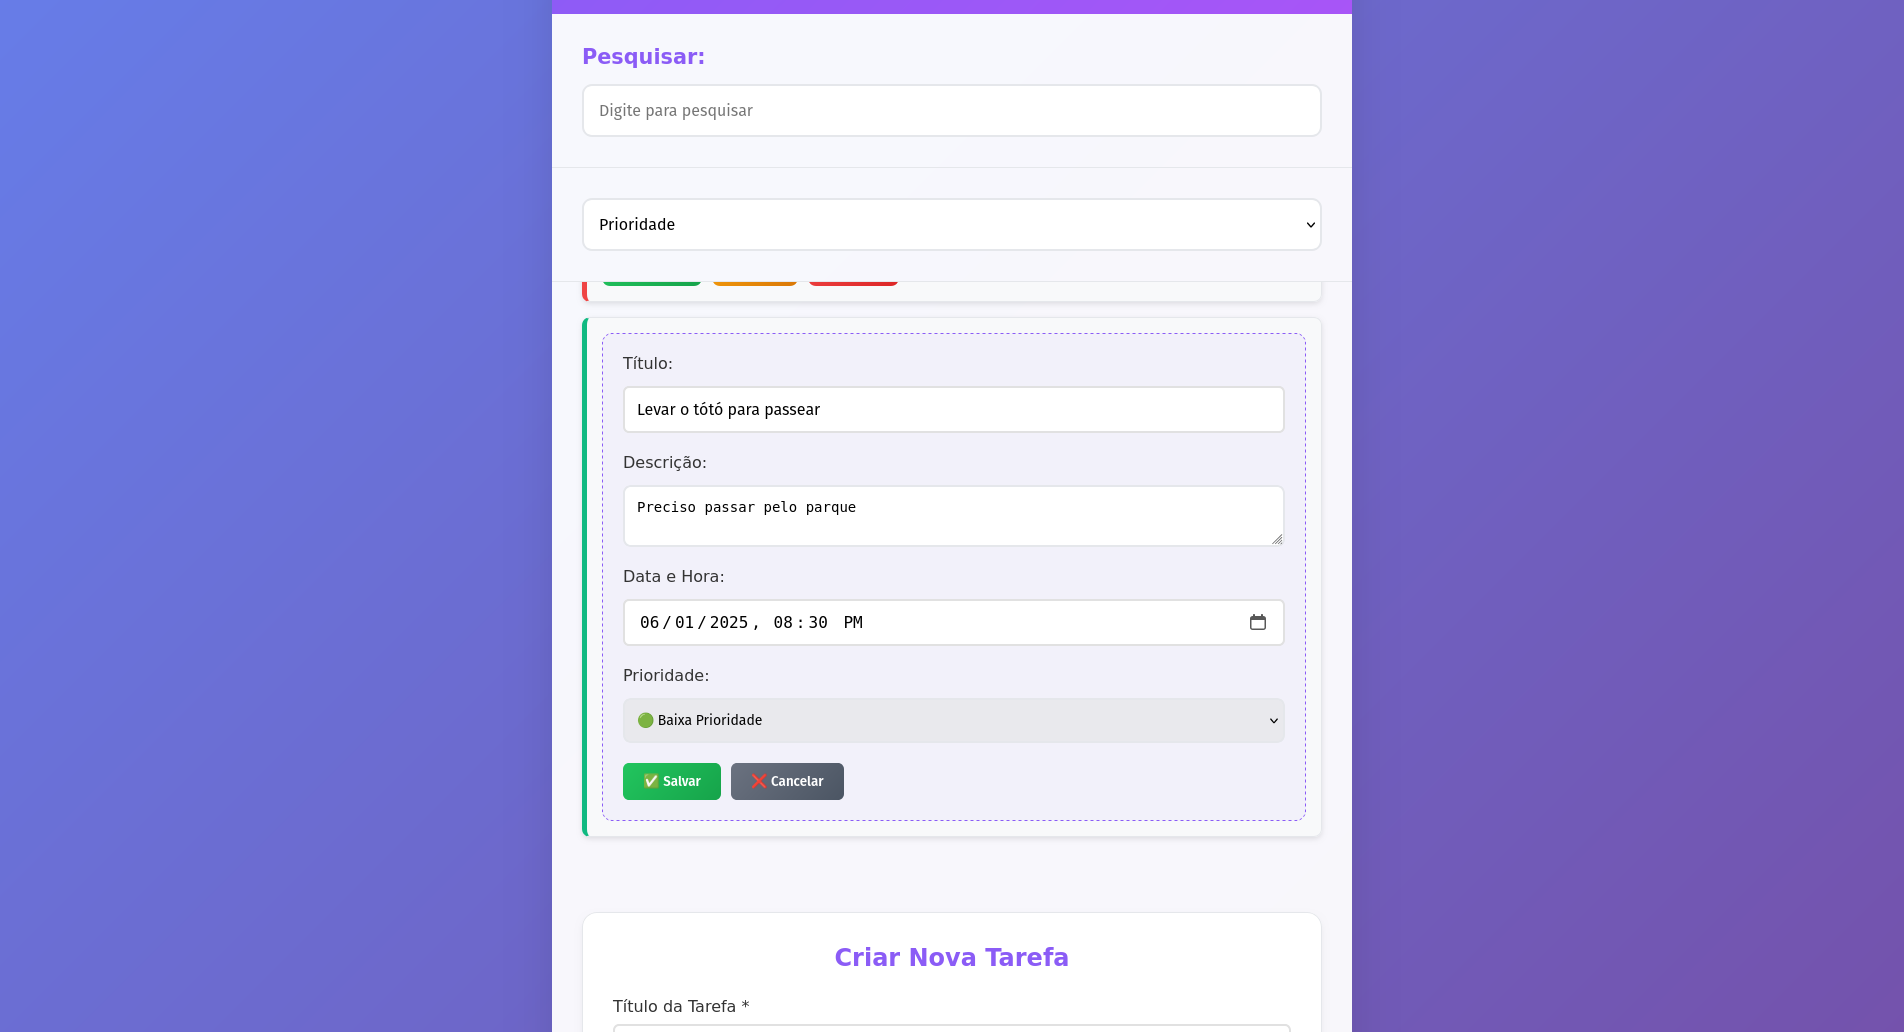 Pesquisar:
Digite para pesquisar
Prioridade
Título:
Levar o tótó para passear
Descrição:
Preciso passar pelo parque
Data e Hora:
06/01/2025, 08:30 PM
Prioridade:
🟢 Baixa Prioridade
✅ Salvar ❌ Cancelar
Criar Nova Tarefa
Título da Tarefa *